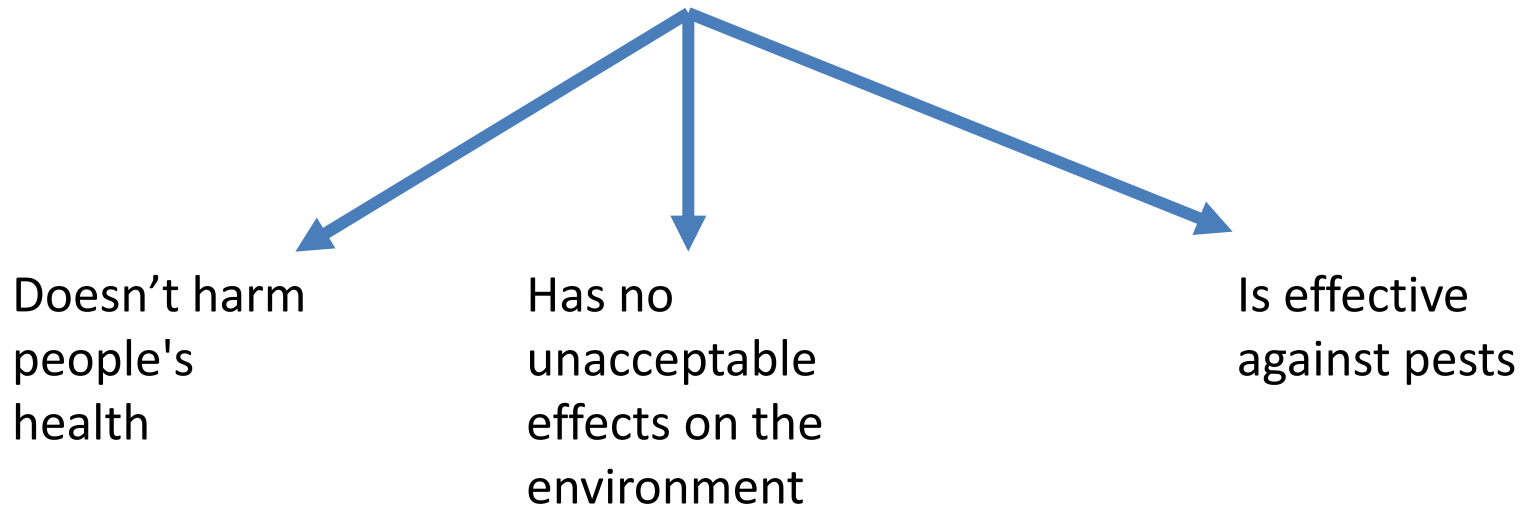 Doesn’t harm
people's
health
Has no
unacceptable
effects on the
environment
Is effective
against pests